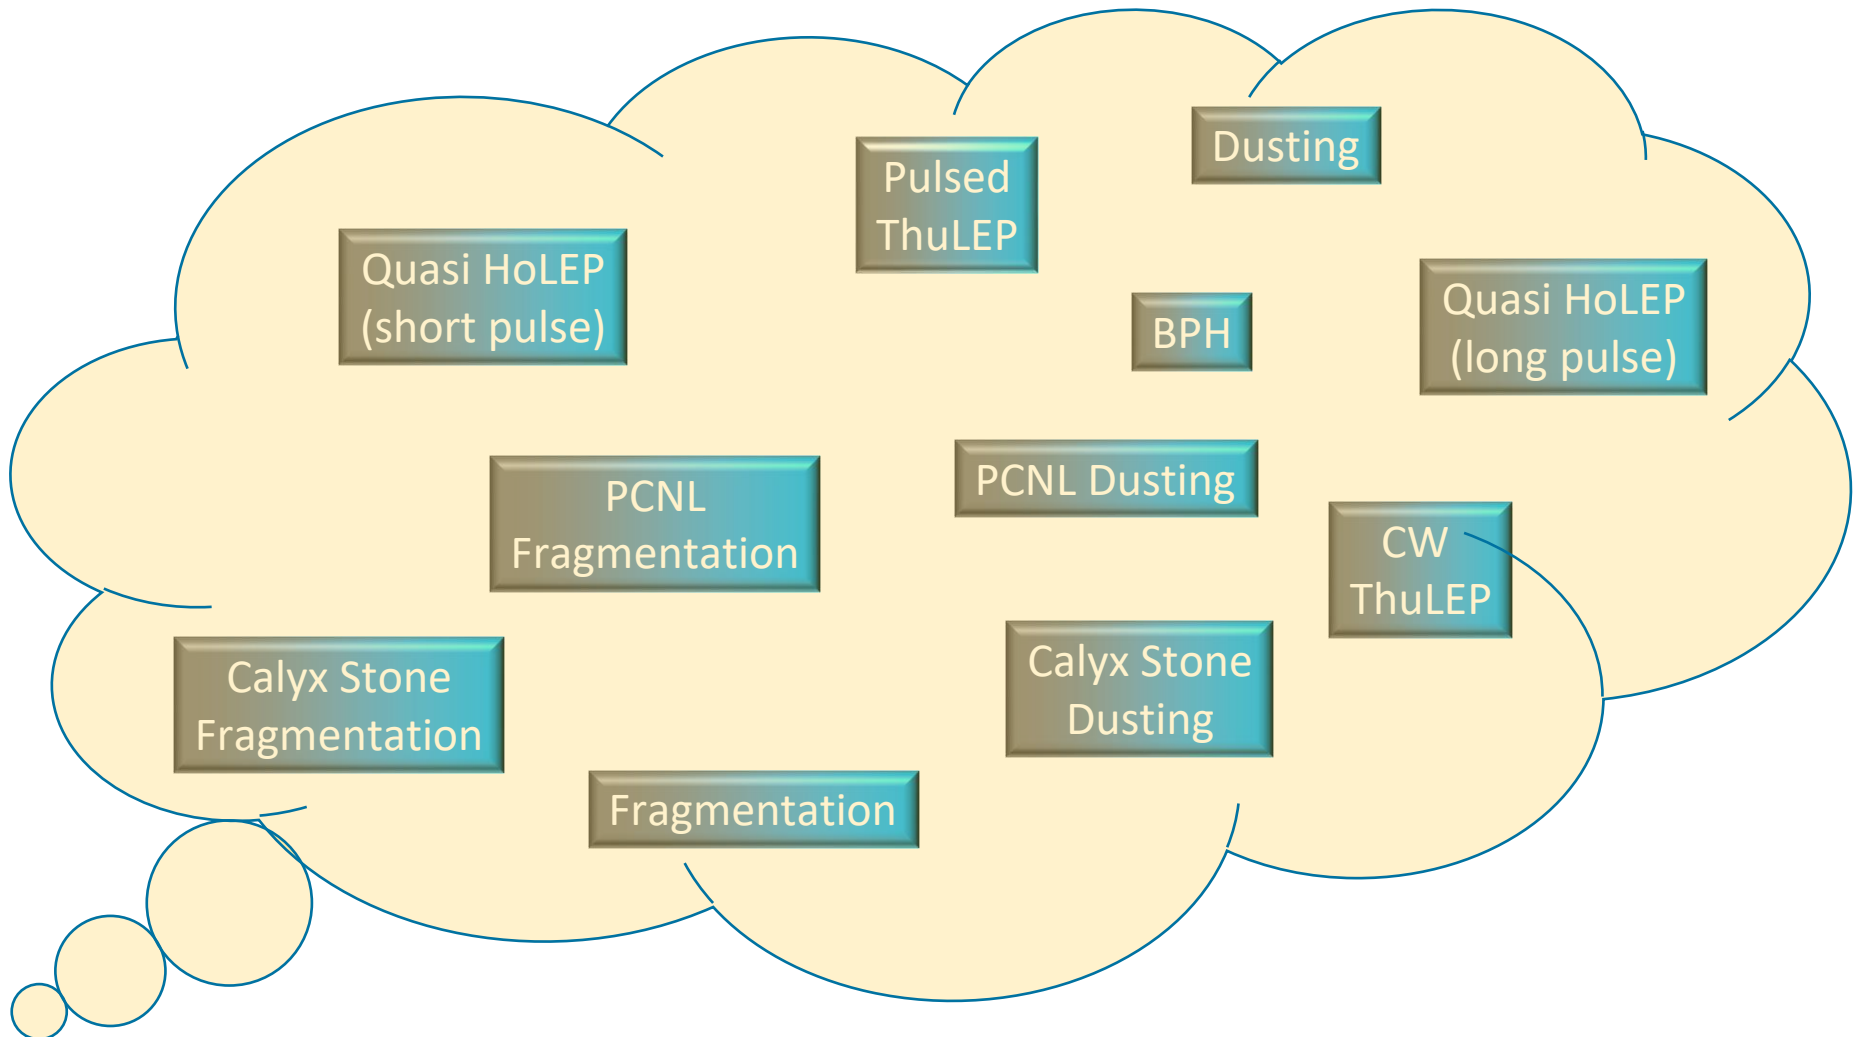 Dusting
Pulsed
ThuLEP
Quasi HoLEP
(short pulse)
Quasi HoLEP
(long pulse)
BPH
PCNL
Fragmentation
PCNL Dusting
CW
ThuLEP
Calyx Stone
Fragmentation
Calyx Stone
Dusting
Fragmentation